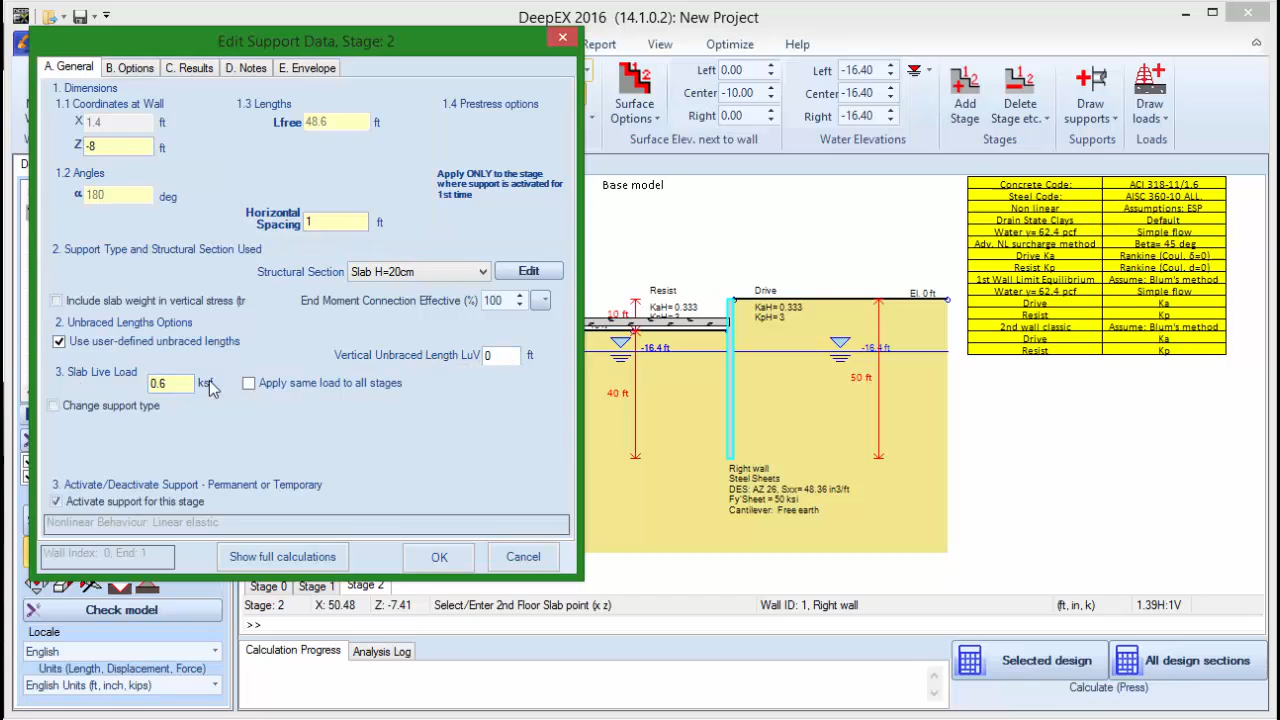 DeepEX 2016 (14.1.0.2): New Project
Edit Support Data, Stage: 2
Report View Optimize Help
A. General B. Options C. Results D. Notes E. Envelope
1. Dimensions
1.1 Coordinates at Wall
X 1.4 ft
Z -8 ft
1.2 Angles
α 180 deg
1.3 Lengths
Lfree 48.6 ft
1.4 Prestress options
Apply ONLY to the stage
where support is activated for
1st time
Horizontal
Spacing 1 ft
2. Support Type and Structural Section Used
Structural Section Slab H=20cm Edit
Include slab weight in vertical stress (tr
End Moment Connection Effective (%) 100
2. Unbraced Lengths Options
Use user-defined unbraced lengths
Vertical Unbraced Length LuV 0 ft
3. Slab Live Load
0.6 ksf
Apply same load to all stages
Change support type
3. Activate/Deactivate Support - Permanent or Temporary
Activate support for this stage
Nonlinear Behaviour: Linear elastic
Wall Index: 0, End: 1
Show full calculations OK Cancel
Surface
Options
Left 0.00
Center -10.00
Right 0.00
Surface Elev. next to wall
Left -16.40
Center -16.40
Right -16.40
Water Elevations
Add
Stage
Delete
Stage etc.
Stages
Draw
supports
Supports
Draw
loads
Loads
Base model
Concrete Code: ACI 318-11/1.6
Steel Code: AISC 360-10 ALL.
Non linear Assumptions: ESP
Drain State Clays Default
Water γ= 62.4 pcf Simple flow
Adv. NL surcharge method Beta= 45 deg
Drive Ka Rankine (Coul. d=0)
Resist Kp Rankine (Coul. d=0)
1st Wall Limit Equilibrium Assume: Blum's method
Water γ= 62.4 pcf Simple flow
Drive Ka
Resist Kp
2nd wall classic Assume: Blum's method
Drive Ka
Resist Kp
Resist
KaH= 0.333
KpH= 3
Drive
KaH= 0.333
KpH= 3
El. 0 ft
10 ft
-16.4 ft
-16.4 ft
40 ft
50 ft
Right wall
Steel Sheets
DES: AZ 26, Sxx= 48.36 in3/ft
Fy'Sheet = 50 ksi
Cantilever: Free earth
Stage 0 Stage 1 Stage 2
Stage: 2 X: 50.48 Z: -7.41 Select/Enter 2nd Floor Slab point (x z) Wall ID: 1, Right wall (ft, in, k) 1.39H:1V
>>
Check model
Locale
English
Units (Length, Displacement, Force)
English Units (ft, inch, kips)
Calculation Progress Analysis Log
Selected design All design sections
Calculate (Press)